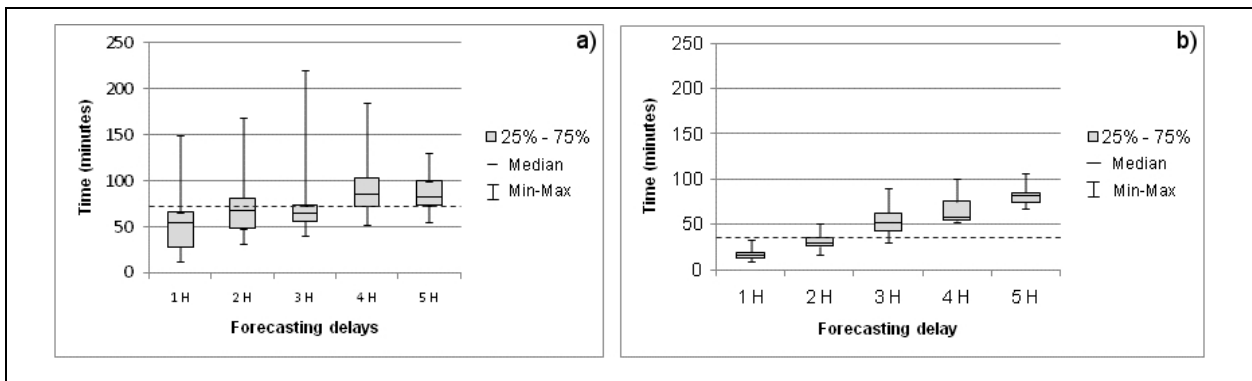 a)
250
200
150
100
50
0
Time (minutes)
1 H 2 H 3 H 4 H 5 H
Forecasting delays
25% - 75%
Median
Min-Max
b)
250
200
150
100
50
0
Time (minutes)
1 H 2 H 3 H 4 H 5 H
Forecasting delay
25% - 75%
Median
Min-Max